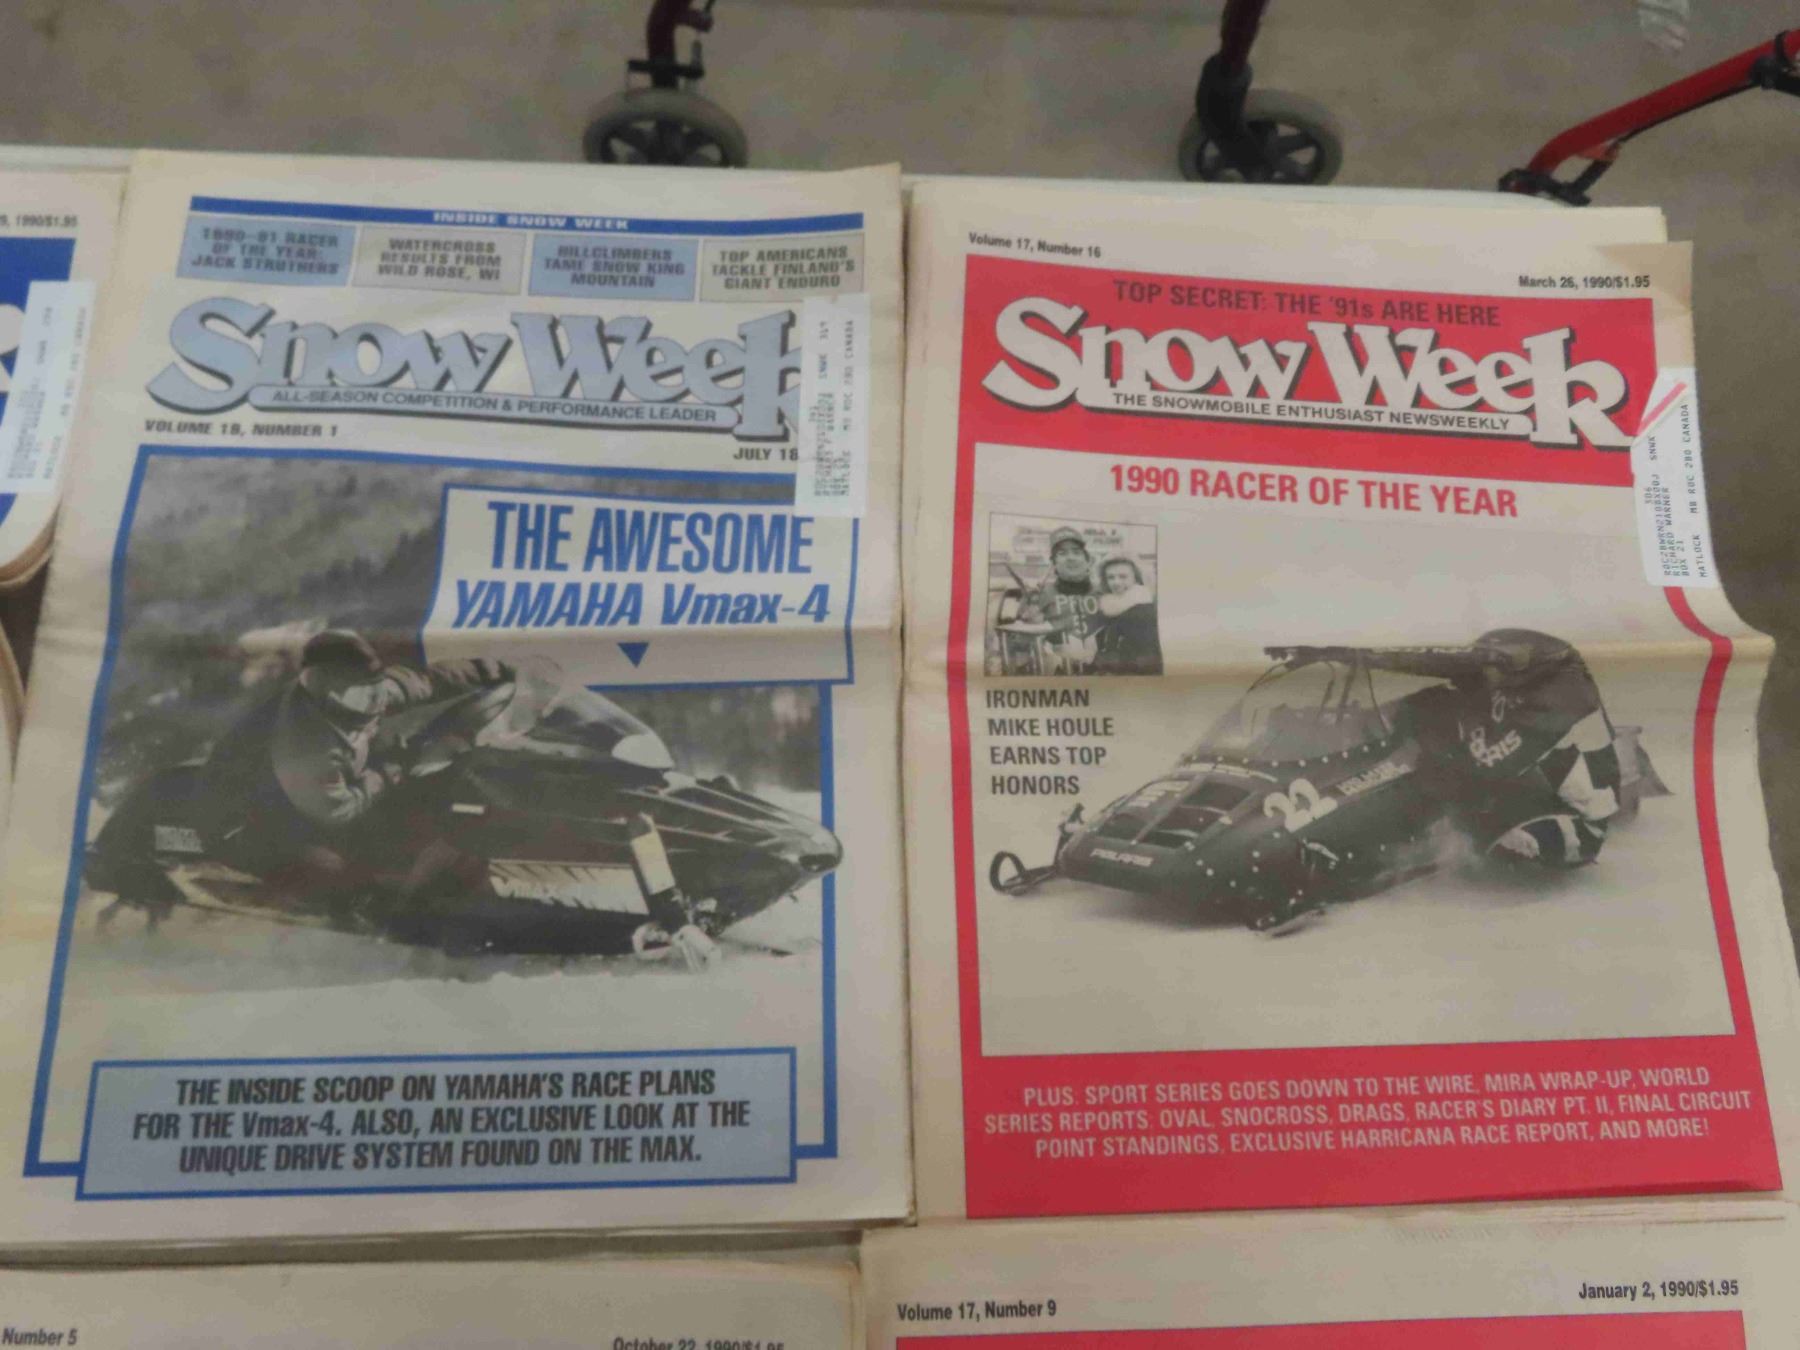 9, 1990/$1.95
INSIDE SNOW WEEK
1990-91 RACER
OF THE YEAR:
JACK STRUTHERS
WATERCROSS
RESULTS FROM
WILD ROSE, WI
HILLCLIMBERS
TAME SNOW KING
MOUNTAIN
TOP AMERICANS
TACKLE FINLAND'S
GIANT ENDURO
Snow Week
ALL-SEASON COMPETITION & PERFORMANCE LEADER
VOLUME 18, NUMBER 1
JULY 18
THE AWESOME
YAMAHA Vmax-4
VMAX-4
THE INSIDE SCOOP ON YAMAHA'S RACE PLANS
FOR THE Vmax-4. ALSO, AN EXCLUSIVE LOOK AT THE
UNIQUE DRIVE SYSTEM FOUND ON THE MAX.
Volume 17, Number 16
March 26, 1990/$1.95
TOP SECRET: THE '91s ARE HERE
Snow Week
THE SNOWMOBILE ENTHUSIAST NEWSWEEKLY
RICHARD WARNER
BOX 21
MATLOCK MB R0C 2B0 CANADA
1990 RACER OF THE YEAR
PRO
IRONMAN
MIKE HOULE
EARNS TOP
HONORS
22
POLARIS
PLUS, SPORT SERIES GOES DOWN TO THE WIRE, MIRA WRAP-UP, WORLD
SERIES REPORTS: OVAL, SNOCROSS, DRAGS, RACER'S DIARY PT. II, FINAL CIRCUIT
POINT STANDINGS, EXCLUSIVE HARRICANA RACE REPORT, AND MORE!
Number 5
October 22, 1990/$1.95
Volume 17, Number 9
January 2, 1990/$1.95